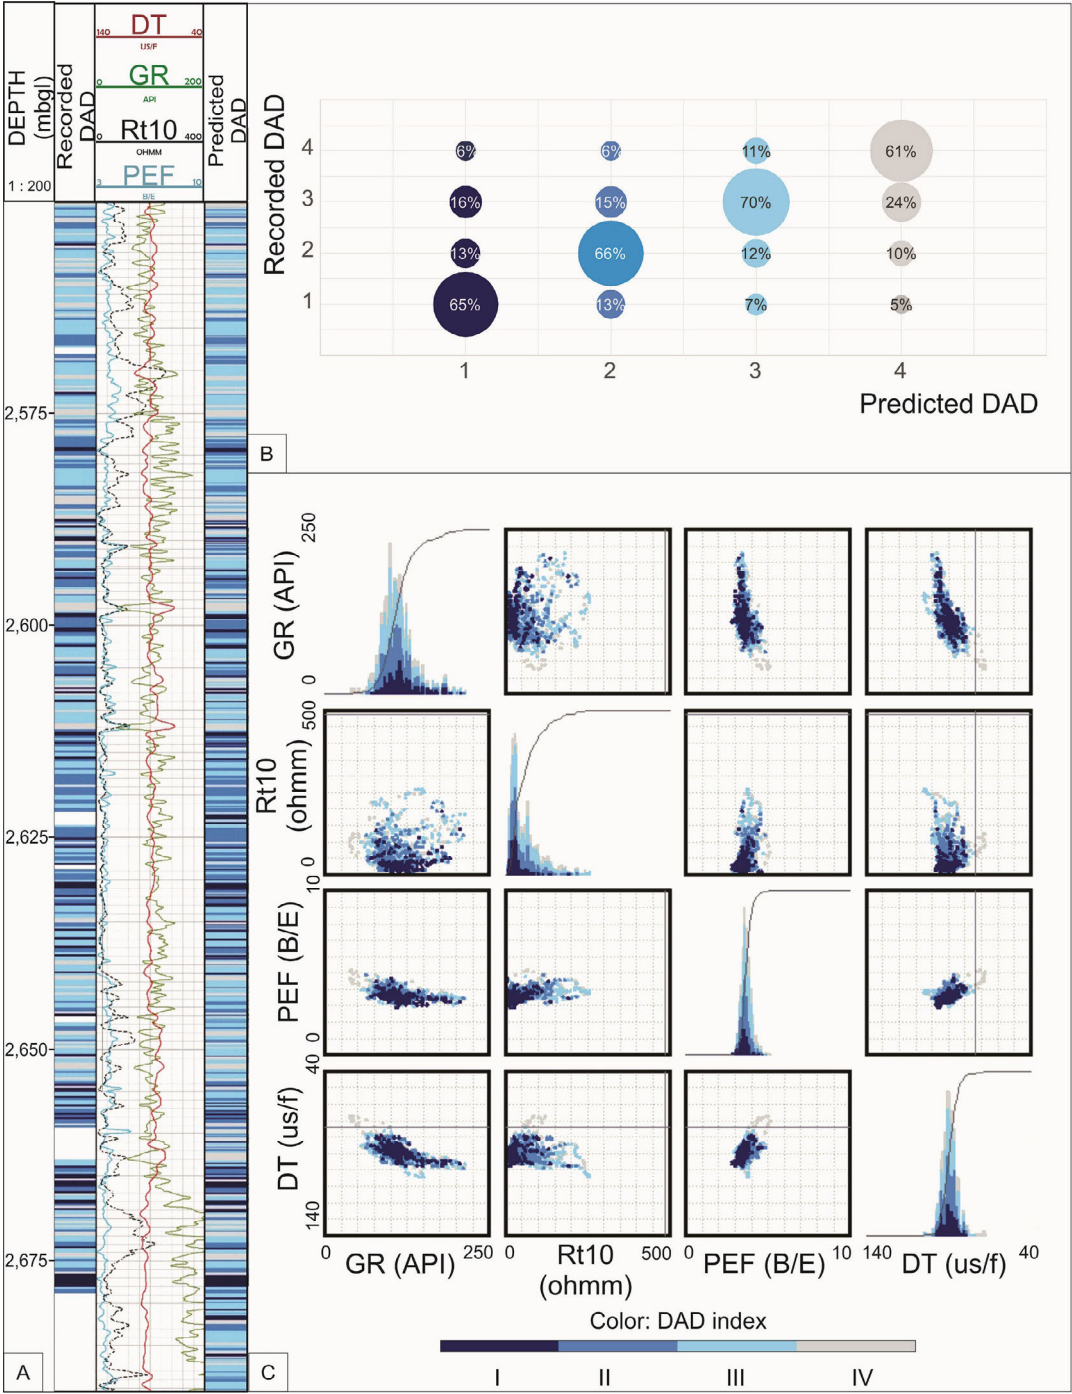 DEPTH
(mbgl)
1 : 200
Recorded
DAD
DT
140 40
US/F
GR
0 200
API
Rt10
0 400
OHMM
PEF
3 10
B/E
Predicted
DAD
2,575
2,600
2,625
2,650
2,675
A
Recorded DAD
4
6% 6% 11% 61%
3
16% 15% 70% 24%
2
13% 66% 12% 10%
1
65% 13% 7% 5%
1 2 3 4
Predicted DAD
B
GR (API)
250
0
Rt10
(ohmm)
500
0
PEF (B/E)
10
0
DT (us/f)
40
140
0 250
GR (API)
0 500
Rt10
(ohmm)
0 10
PEF (B/E)
140 40
DT (us/f)
Color: DAD index
I II III IV
C